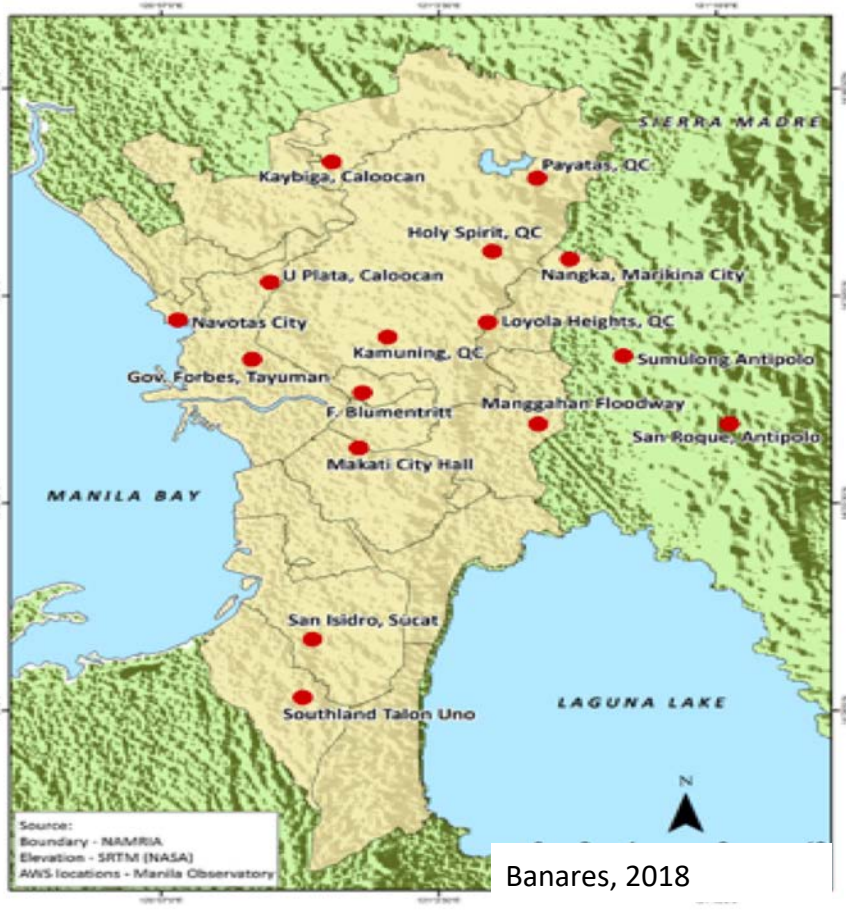 SIERRA MADRE
Payatas, QC
Kaybiga, Caloocan
Holy Spirit, QC
Nangka, Marikina City
U Plata, Caloocan
Navotas City
Loyola Heights, QC
Kamuning, QC
Sumulong Antipolo
Gov. Forbes, Tayuman
F. Blumentritt
Manggahan Floodway
San Roque, Antipolo
Makati City Hall
MANILA BAY
San Isidro, Sucat
LAGUNA LAKE
Southland Talon Uno
N
Source:
Boundary - NAMRIA
Elevation - SRTM (NASA)
AWS locations - Manila Observatory
Banares, 2018